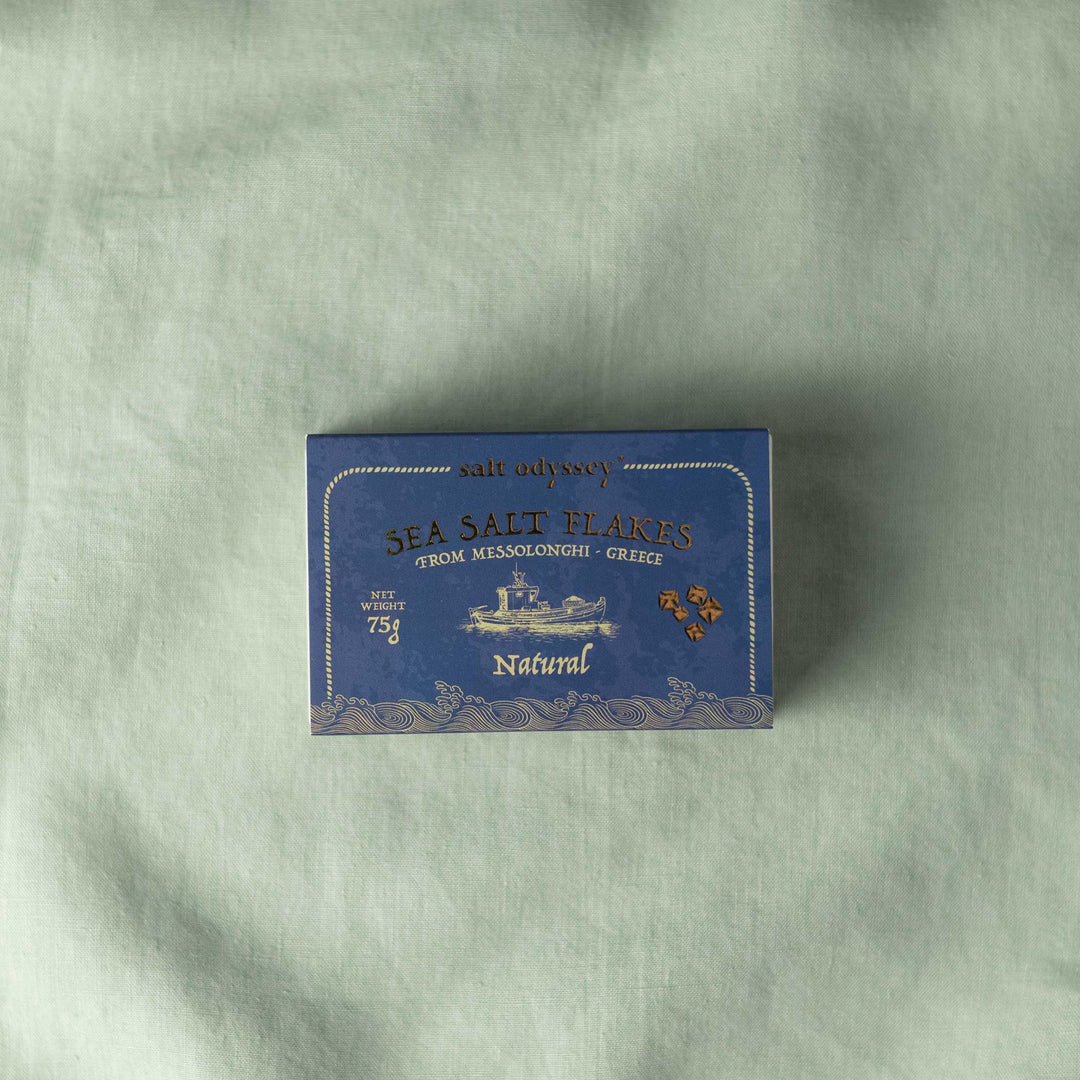 salt odyssey
SEA SALT FLAKES
FROM MESSOLONGHI - GREECE
NET
WEIGHT
75g
Natural